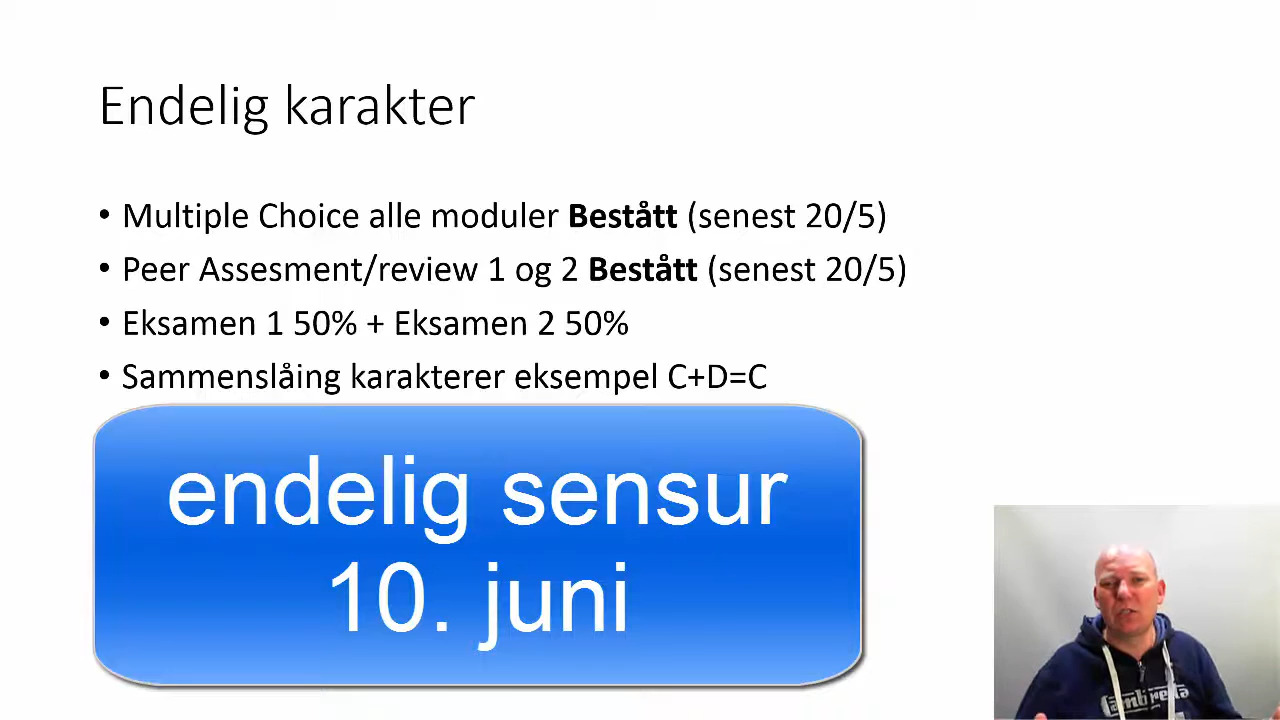 Endelig karakter
• Multiple Choice alle moduler Bestått (senest 20/5)
• Peer Assesment/review 1 og 2 Bestått (senest 20/5)
• Eksamen 1 50% + Eksamen 2 50%
• Sammenslåing karakterer eksempel C+D=C
endelig sensur
10. juni
Lambretta